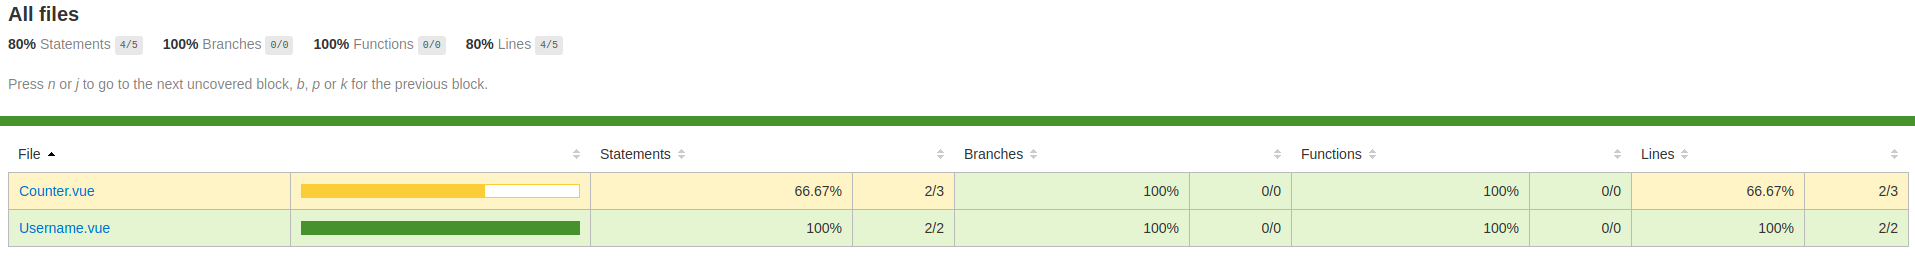 All files
80% Statements 4/5 100% Branches 0/0 100% Functions 0/0 80% Lines 4/5
Press n or j to go to the next uncovered block, b, p or k for the previous block.
File Statements Branches Functions Lines
Counter.vue 66.67% 2/3 100% 0/0 100% 0/0 66.67% 2/3
Username.vue 100% 2/2 100% 0/0 100% 0/0 100% 2/2